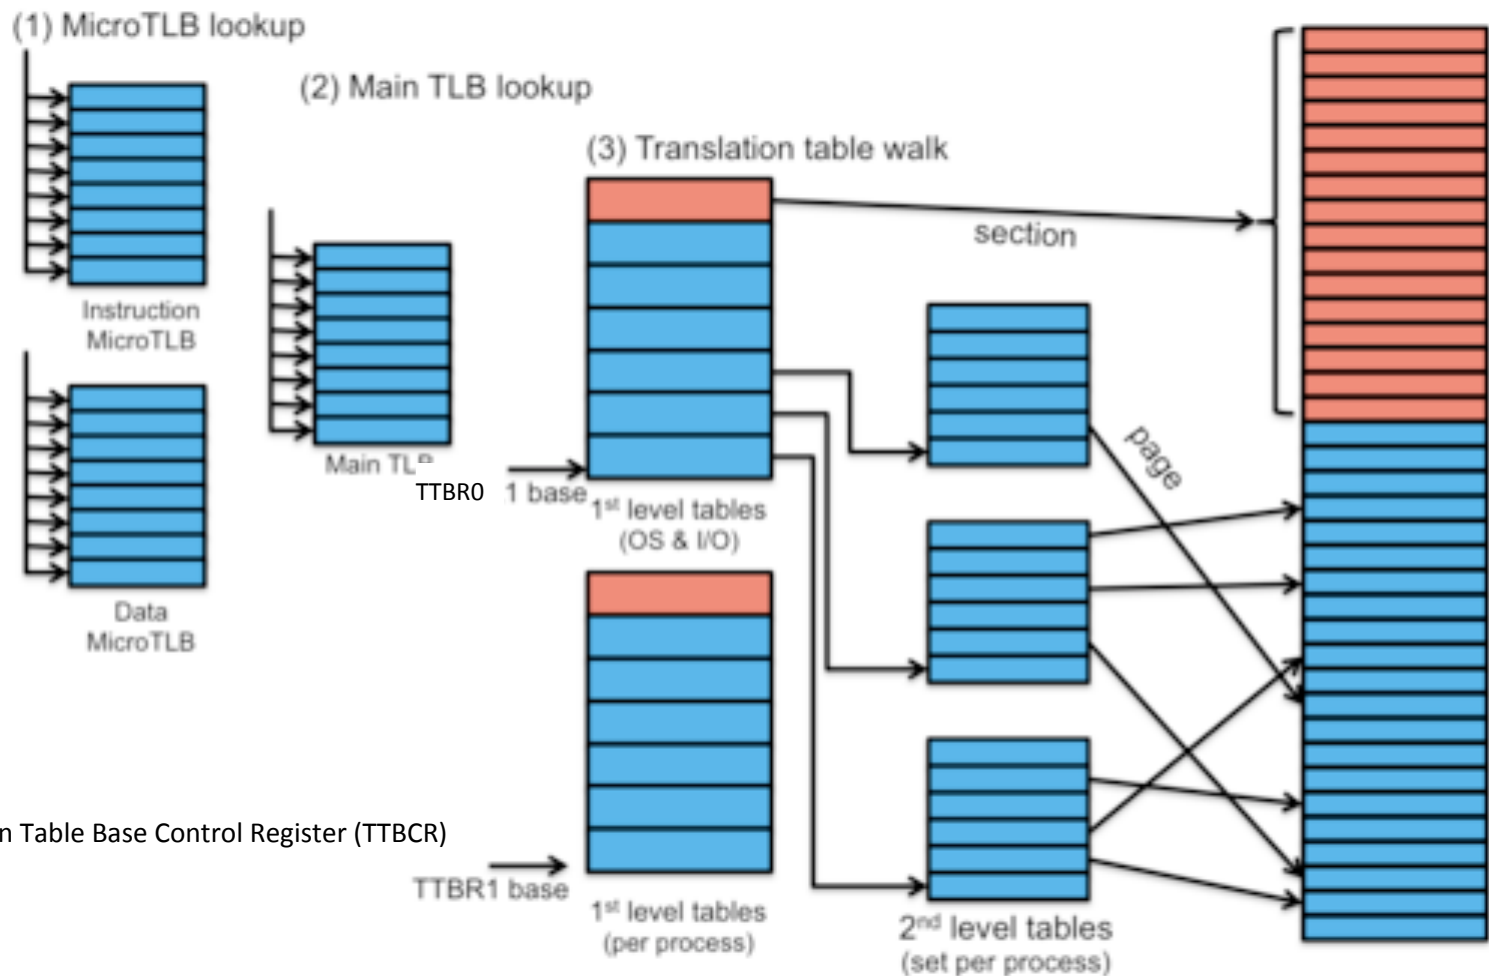 (1) MicroTLB lookup
(2) Main TLB lookup
(3) Translation table walk
section
Instruction
MicroTLB
page
Main TLB
TTBR0 1 base
1st level tables
(OS & I/O)
Data
MicroTLB
n Table Base Control Register (TTBCR)
TTBR1 base
1st level tables
(per process)
2nd level tables
(set per process)